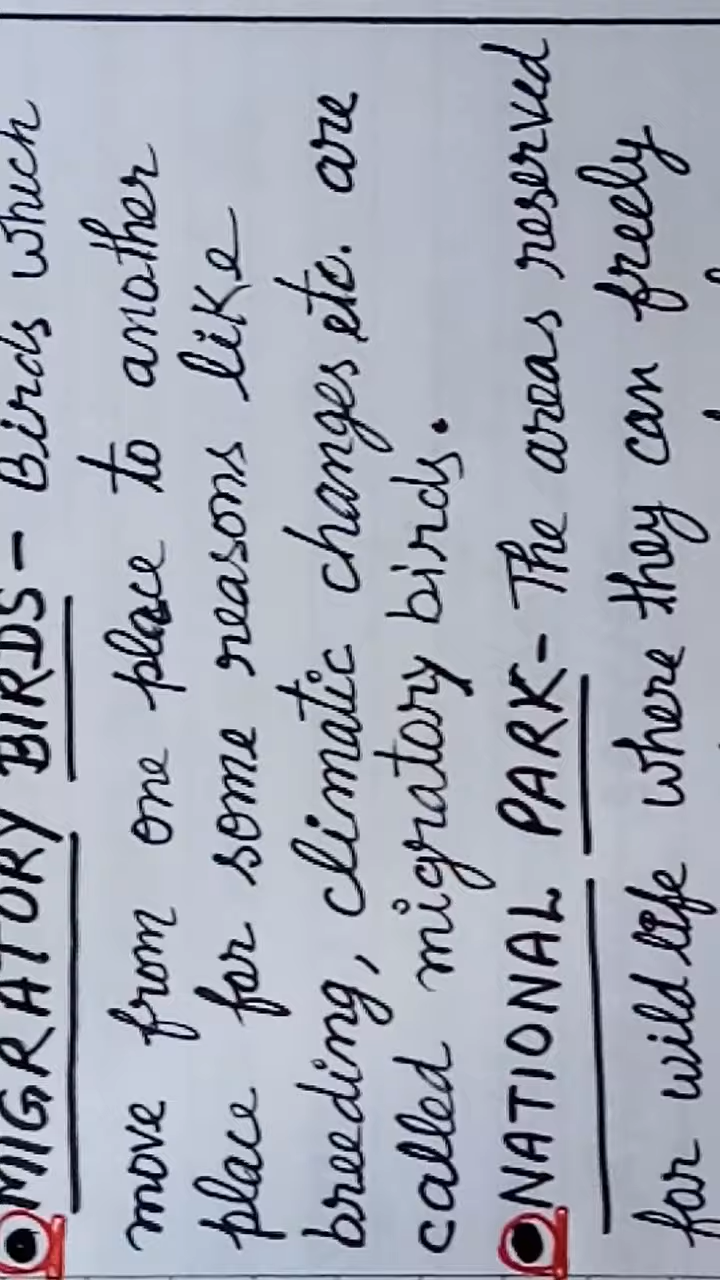 MIGRATORY BIRDS - Birds which
move from one place to another
place for some reasons like
breeding, climatic changes etc. are
called migratory birds.
NATIONAL PARK - The areas reserved
for wild life where they can freely